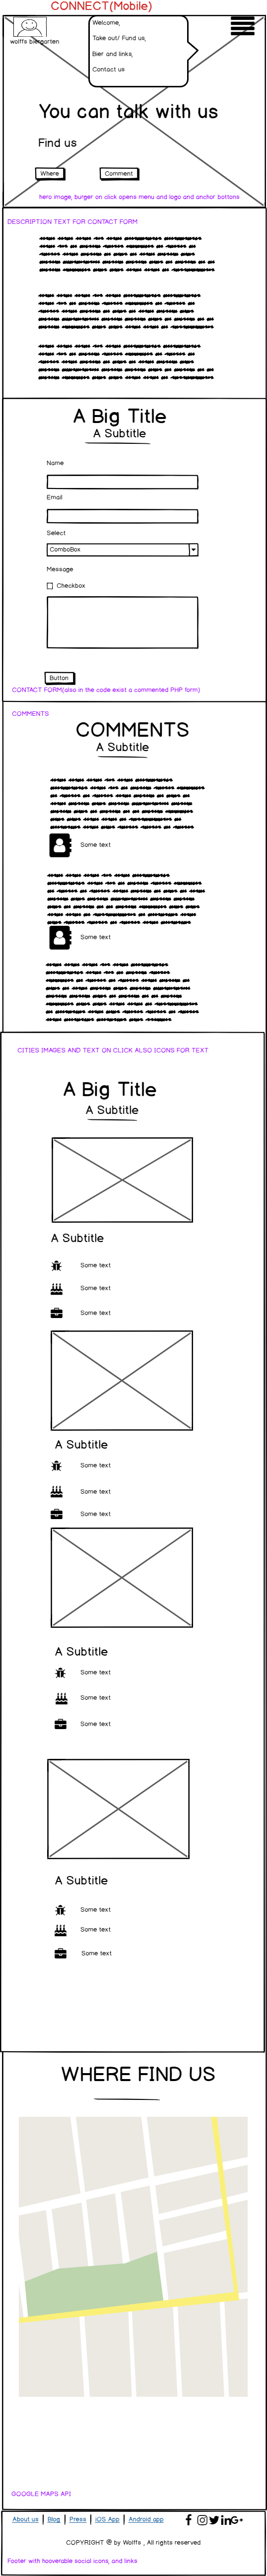 CONNECT(Mobile)
wolffs biergarten
Welcome,
Take out/ Find us,
Bier and links,
Contact us
You can talk with us
Find us
Where
Comment
hero image, burger on click opens menu and logo and anchor bottons
DESCRIPTION TEXT FOR CONTACT FORM
A Big Title
A Subtitle
Name
Email
Select
ComboBox
Message
Checkbox
Button
CONTACT FORM(also in the code exist a commented PHP form)
COMMENTS
COMMENTS
A Subtitle
Some text
Some text
CITIES IMAGES AND TEXT ON CLICK ALSO ICONS FOR TEXT
A Big Title
A Subtitle
A Subtitle
Some text
Some text
Some text
A Subtitle
Some text
Some text
Some text
A Subtitle
Some text
Some text
Some text
A Subtitle
Some text
Some text
Some text
WHERE FIND US
GOOGLE MAPS API
About us | Blog | Press | iOS App | Android app
COPYRIGHT @ by Wolffs , All rights reserved
Footer with hooverable social icons, and links